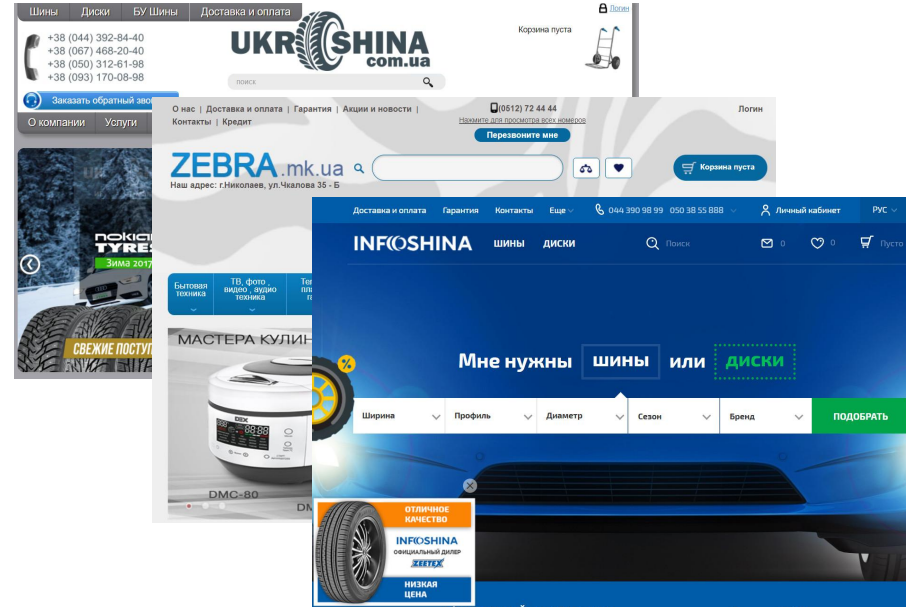 Шины Диски БУ Шины Доставка и оплата
Логин
+38 (044) 392-84-40
+38 (067) 468-20-40
+38 (050) 312-61-98
+38 (093) 170-08-98
UKRSHINA
com.ua
Корзина пуста
поиск
Заказать обратный
О компании Услуги
NOKIAN
TYRES
Зима 2017
СВЕЖИЕ
О нас | Доставка и оплата | Гарантия | Акции и новости |
Контакты | Кредит
(0512) 72 44 44
Нажмите для просмотра всех номеров
Перезвоните мне
Логин
ZEBRA.mk.ua
Наш адрес: г.Николаев, ул.Чкалова 35 - Б
Корзина пуста
Бытовая
техника
ТВ, фото ,
видео , аудио
техника
МАСТЕРА
DEX
88:88
DMC-80
Доставка и оплата Гарантия Контакты Еще 044 390 98 99 050 38 55 888 Личный кабинет РУС
INFOSHINA ШИНЫ ДИСКИ Поиск 0 0 Пусто
Мне нужны ШИНЫ или ДИСКИ
%
Ширина Профиль Диаметр Сезон Бренд ПОДОБРАТЬ
ОТЛИЧНОЕ
КАЧЕСТВО
INFOSHINA
ОФИЦИАЛЬНЫЙ ДИЛЕР
ZEETEX
НИЗКАЯ
ЦЕНА